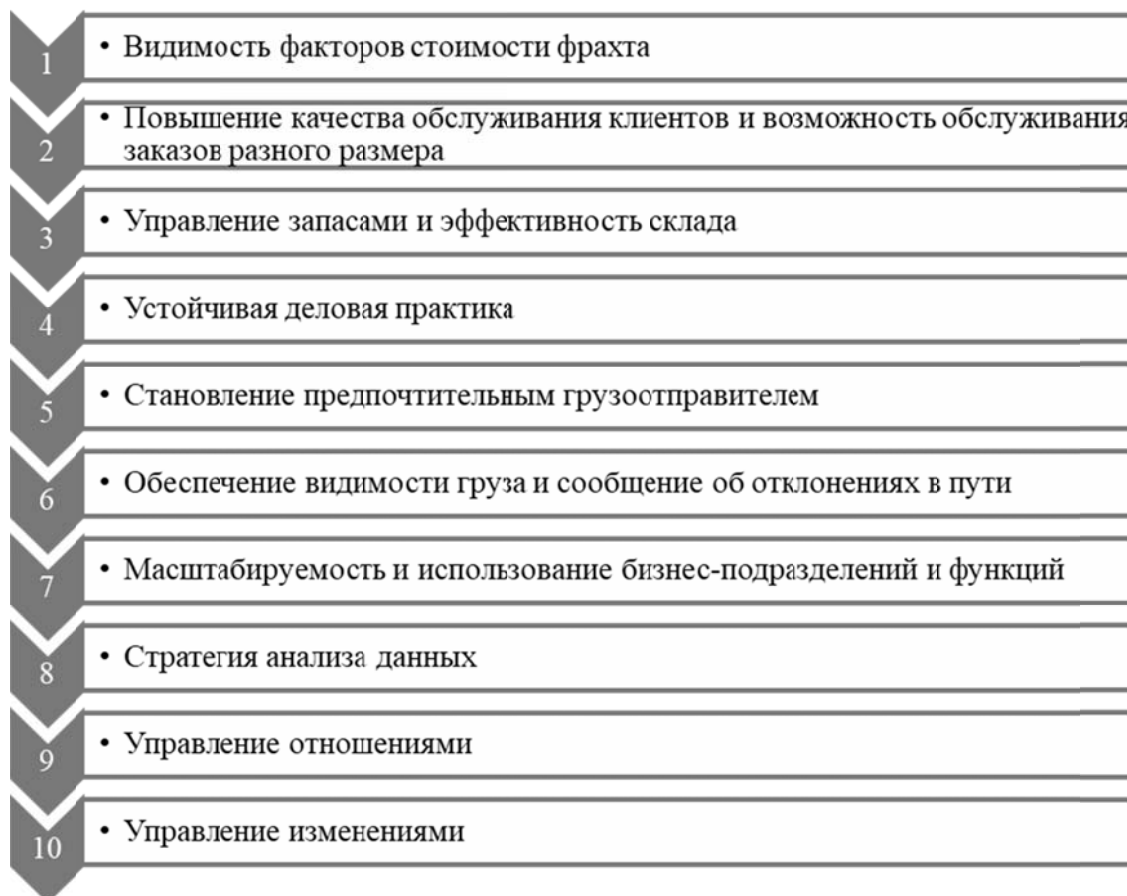 1
• Видимость факторов стоимости фрахта
2
• Повышение качества обслуживания клиентов и возможность обслуживания
заказов разного размера
3
• Управление запасами и эффективность склада
4
• Устойчивая деловая практика
5
• Становление предпочтительным грузоотправителем
6
• Обеспечение видимости груза и сообщение об отклонениях в пути
7
• Масштабируемость и использование бизнес-подразделений и функций
8
• Стратегия анализа данных
9
• Управление отношениями
10
• Управление изменениями